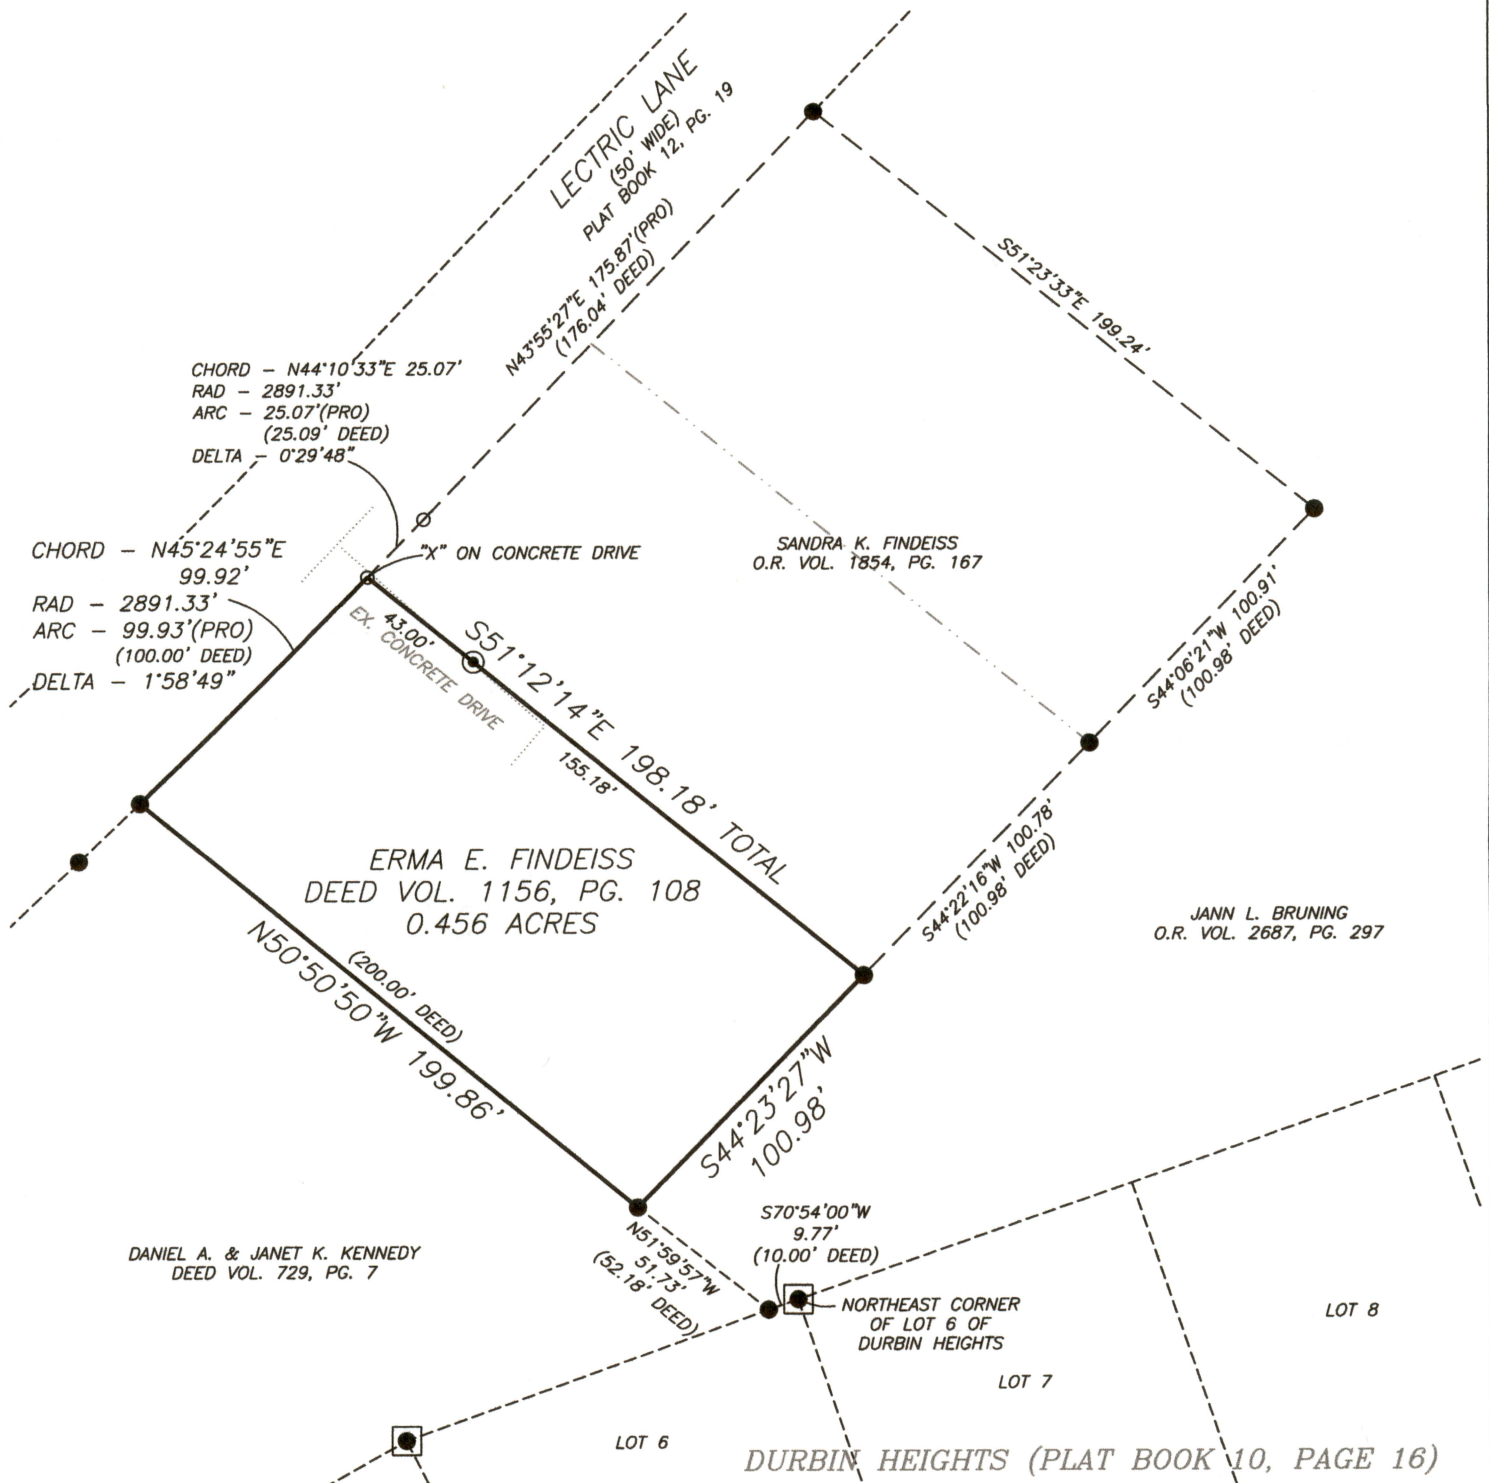 LECTRIC LANE
(50' WIDE)
PLAT BOOK 12, PG. 19
N43°55'27"E 175.87'(PRO)
(176.04' DEED)
S51°23'33"E 199.24'
CHORD - N44°10'33"E 25.07'
RAD - 2891.33'
ARC - 25.07'(PRO)
(25.09' DEED)
DELTA - 0°29'48"
CHORD - N45°24'55"E
99.92'
RAD - 2891.33'
ARC - 99.93'(PRO)
(100.00' DEED)
DELTA - 1°58'49"
"X" ON CONCRETE DRIVE
SANDRA K. FINDEISS
O.R. VOL. 1854, PG. 167
43.00'
EX. CONCRETE DRIVE
S51°12'14"E 198.18' TOTAL
155.18'
S44°06'21"W 100.91'
(100.98' DEED)
S44°22'16"W 100.78'
(100.98' DEED)
ERMA E. FINDEISS
DEED VOL. 1156, PG. 108
0.456 ACRES
JANN L. BRUNING
O.R. VOL. 2687, PG. 297
(200.00' DEED)
N50°50'50"W 199.86'
S44°23'27"W
100.98'
DANIEL A. & JANET K. KENNEDY
DEED VOL. 729, PG. 7
N51°59'57"W
51.73'
(52.18' DEED)
S70°54'00"W
9.77'
(10.00' DEED)
NORTHEAST CORNER
OF LOT 6 OF
DURBIN HEIGHTS
LOT 8
LOT 7
LOT 6
DURBIN HEIGHTS (PLAT BOOK 10, PAGE 16)